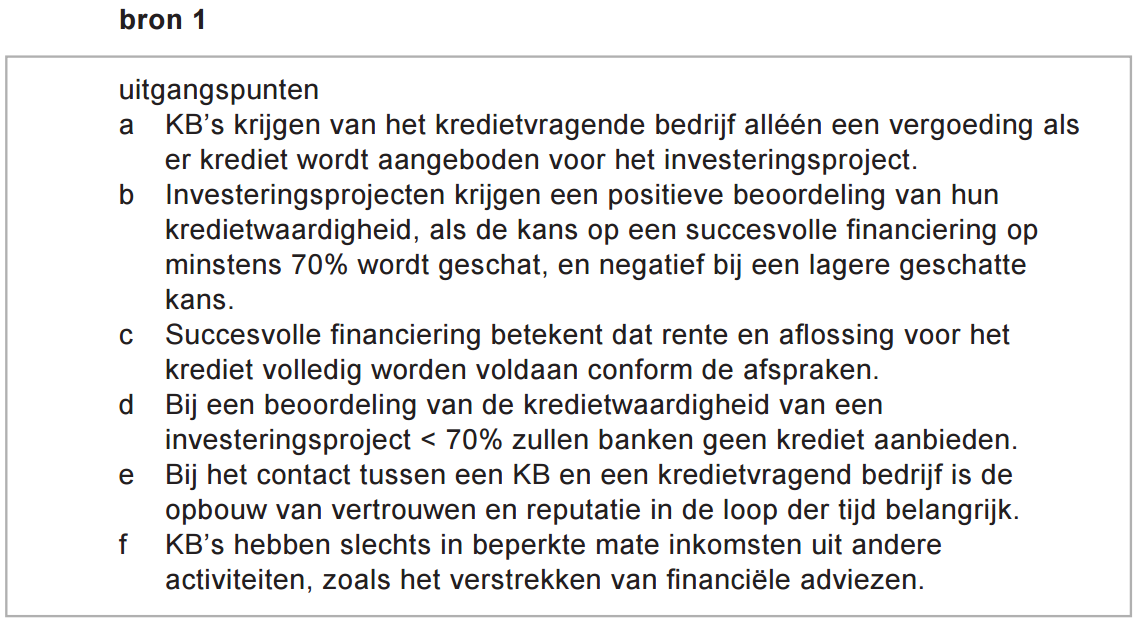 bron 1
uitgangspunten
a KB’s krijgen van het kredietvragende bedrijf alléén een vergoeding als
er krediet wordt aangeboden voor het investeringsproject.
b Investeringsprojecten krijgen een positieve beoordeling van hun
kredietwaardigheid, als de kans op een succesvolle financiering op
minstens 70% wordt geschat, en negatief bij een lagere geschatte
kans.
c Succesvolle financiering betekent dat rente en aflossing voor het
krediet volledig worden voldaan conform de afspraken.
d Bij een beoordeling van de kredietwaardigheid van een
investeringsproject < 70% zullen banken geen krediet aanbieden.
e Bij het contact tussen een KB en een kredietvragend bedrijf is de
opbouw van vertrouwen en reputatie in de loop der tijd belangrijk.
f KB’s hebben slechts in beperkte mate inkomsten uit andere
activiteiten, zoals het verstrekken van financiële adviezen.